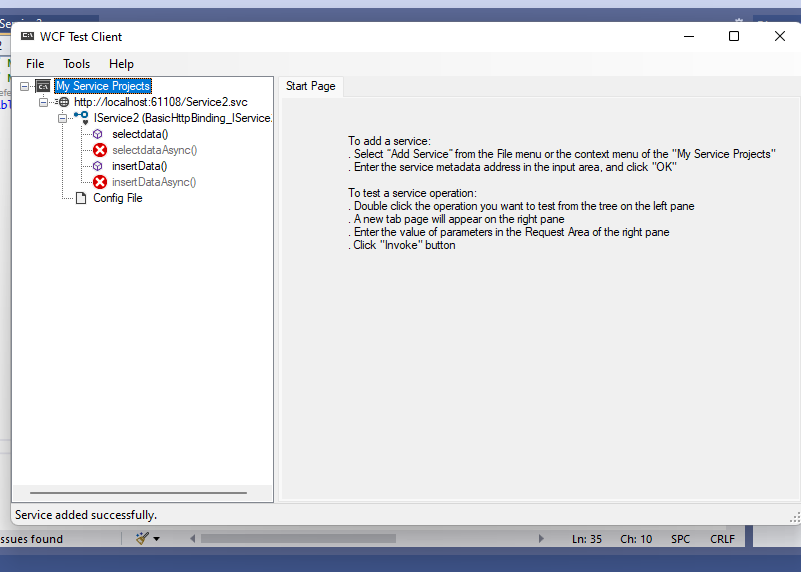 WCF Test Client
File Tools Help
My Service Projects
http://localhost:61108/Service2.svc
IService2 (BasicHttpBinding_IService.
selectdata()
selectdataAsync()
insertData()
insertDataAsync()
Config File
Start Page
To add a service:
. Select "Add Service" from the File menu or the context menu of the "My Service Projects"
. Enter the service metadata address in the input area, and click "OK"
To test a service operation:
. Double click the operation you want to test from the tree on the left pane
. A new tab page will appear on the right pane
. Enter the value of parameters in the Request Area of the right pane
. Click "Invoke" button
Service added successfully.
ssues found
Ln: 35 Ch: 10 SPC CRLF